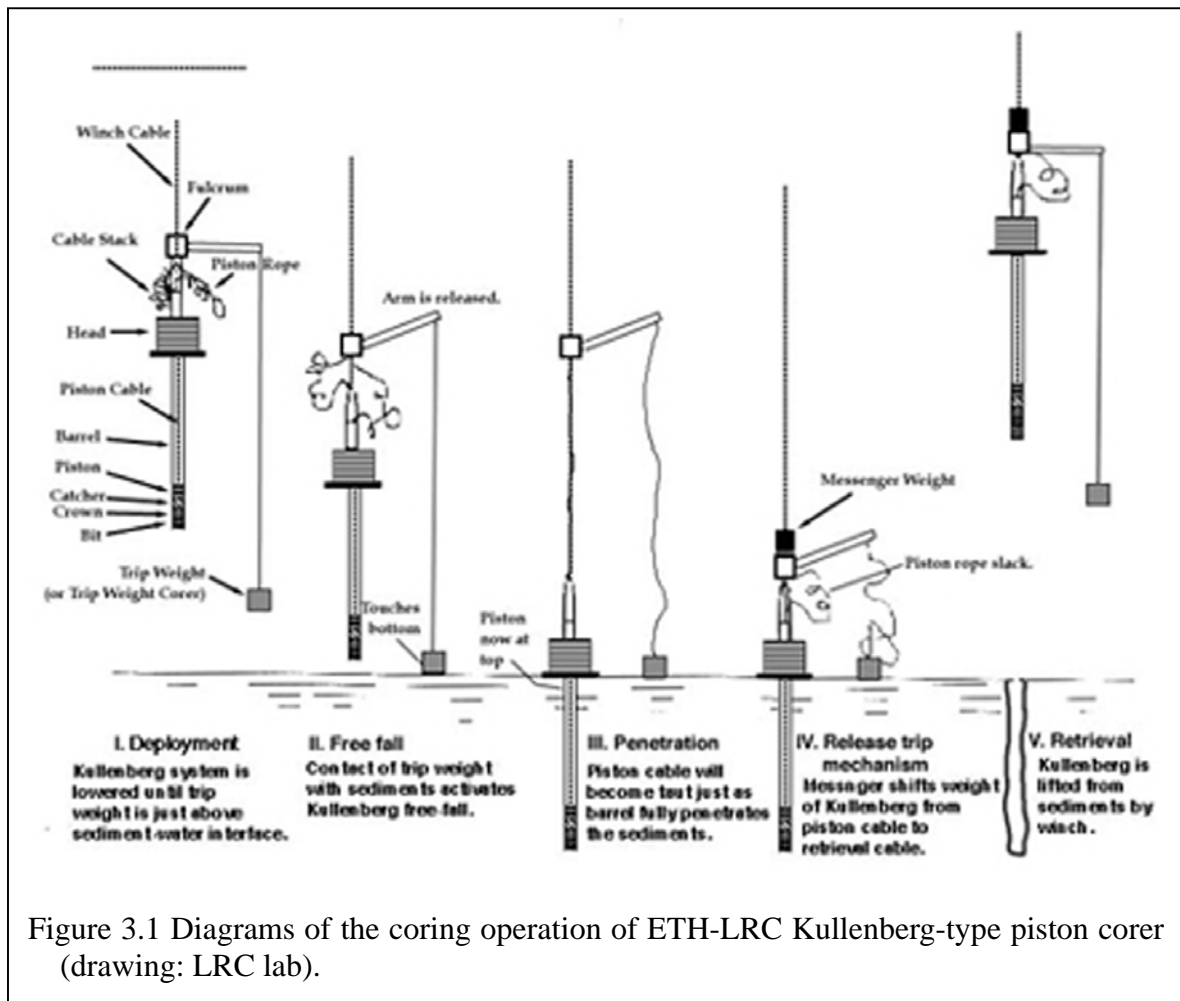 Winch Cable
Fulcrum
Cable Stack
Piston Rope
Head
Piston Cable
Barrel
Piston
Catcher
Crown
Bit
Trip Weight
(or Trip Weight Corer)
Arm is released.
Touches
bottom
Piston
now at
top
Messenger Weight
Piston rope slack.
I. Deployment
Kullenberg system is
lowered until trip
weight is just above
sediment-water interface.
II. Free fall
Contact of trip weight
with sediments activates
Kullenberg free-fall.
III. Penetration
Piston cable will
become taut just as
barrel fully penetrates
the sediments.
IV. Release trip
mechanism
Messnger shifts weight
of Kullenberg from
piston cable to
retrieval cable.
V. Retrieval
Kullenberg is
lifted from
sediments by
winch.
Figure 3.1 Diagrams of the coring operation of ETH-LRC Kullenberg-type piston corer
(drawing: LRC lab).